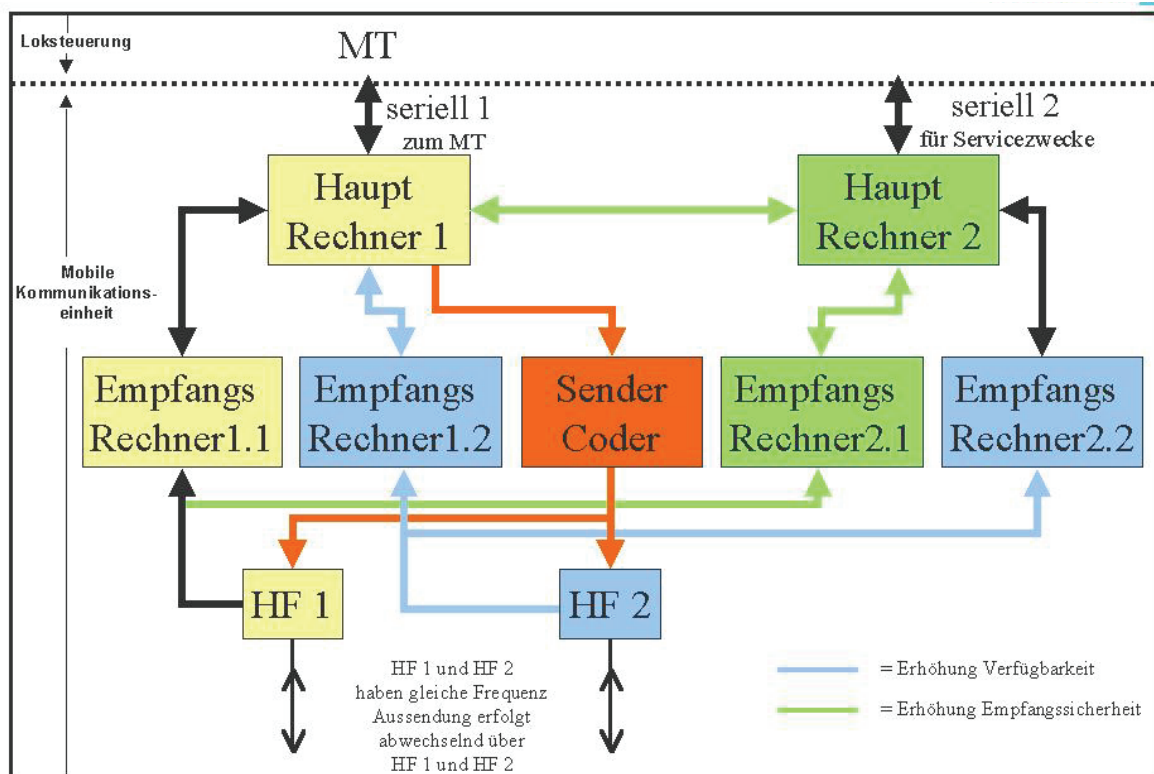 Loksteuerung
MT
seriell 1
zum MT
seriell 2
für Servicezwecke
Haupt
Rechner 1
Haupt
Rechner 2
Mobile
Kommunikations-
einheit
Empfangs
Rechner1.1
Empfangs
Rechner1.2
Sender
Coder
Empfangs
Rechner2.1
Empfangs
Rechner2.2
HF 1
HF 2
HF 1 und HF 2
haben gleiche Frequenz
Aussendung erfolgt
abwechselnd über
HF 1 und HF 2
= Erhöhung Verfügbarkeit
= Erhöhung Empfangssicherheit